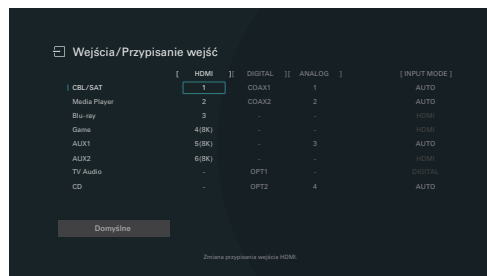 Wejścia/Przypisanie wejść
[ HDMI ][ DIGITAL ][ ANALOG ] [ INPUT MODE ]
CBL/SAT 1 COAX1 1 AUTO
Media Player 2 COAX2 2 AUTO
Blu-ray 3 - - HDMI
Game 4(8K) - - HDMI
AUX1 5(8K) - 3 AUTO
AUX2 6(8K) - - HDMI
TV Audio - OPT1 - DIGITAL
CD - OPT2 4 AUTO
Domyślne
Zmiana przypisania wejścia HDMI.